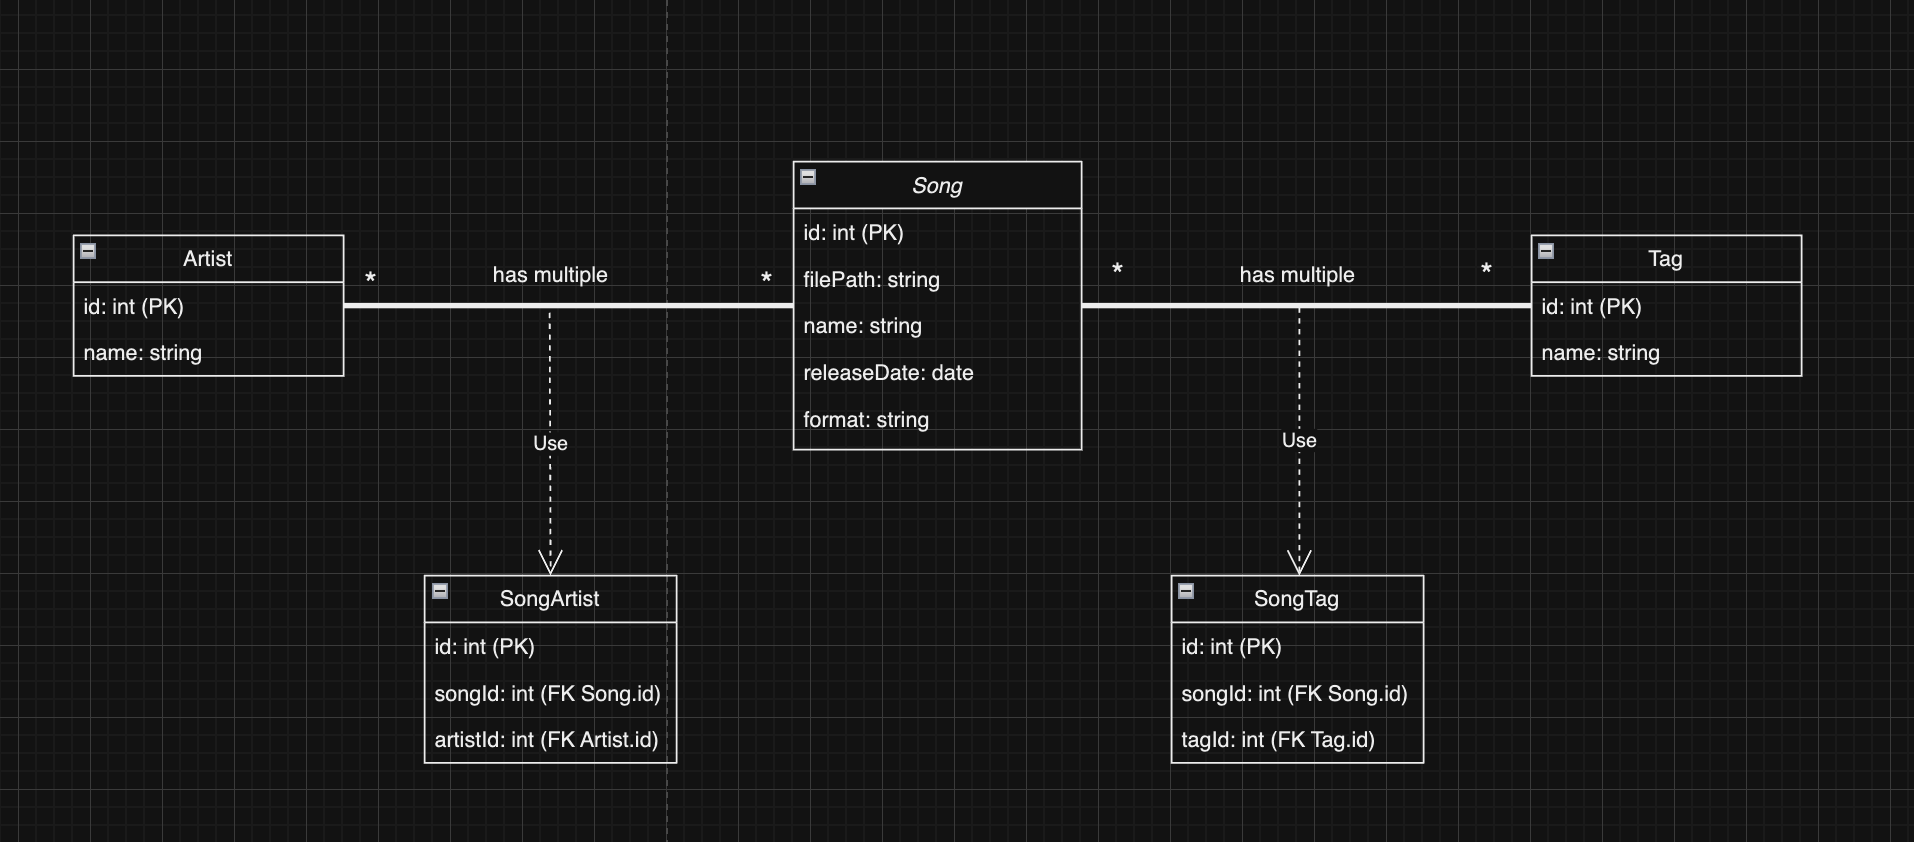 Artist
id: int (PK)
name: string
* has multiple *
Song
id: int (PK)
filePath: string
name: string
releaseDate: date
format: string
* has multiple *
Tag
id: int (PK)
name: string
Use
Use
SongArtist
id: int (PK)
songId: int (FK Song.id)
artistId: int (FK Artist.id)
SongTag
id: int (PK)
songId: int (FK Song.id)
tagId: int (FK Tag.id)